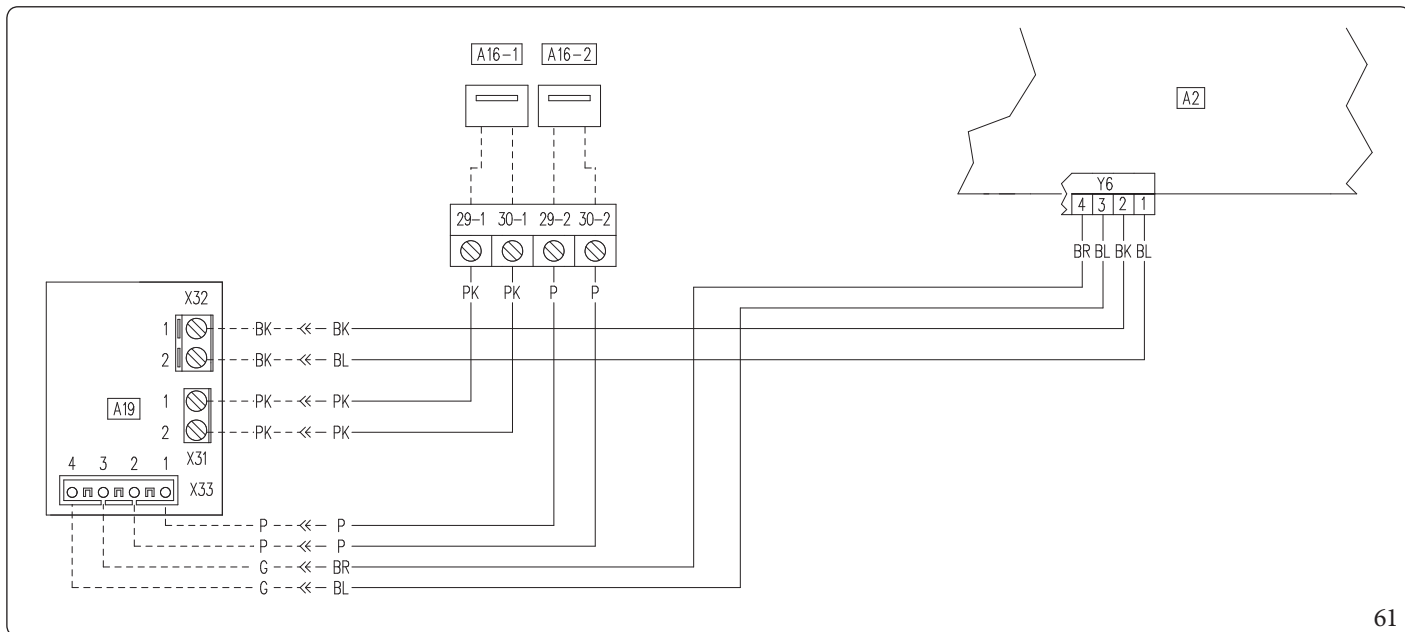 A16-1 A16-2
A2
Y6
4 3 2 1
29-1 30-1 29-2 30-2
BR BL BK BL
PK PK P P
X32
1 BK BK
2 BK BL
A19
1 PK PK
2 PK PK
X31
4 3 2 1
X33
P P
P P
G BR
G BL
61